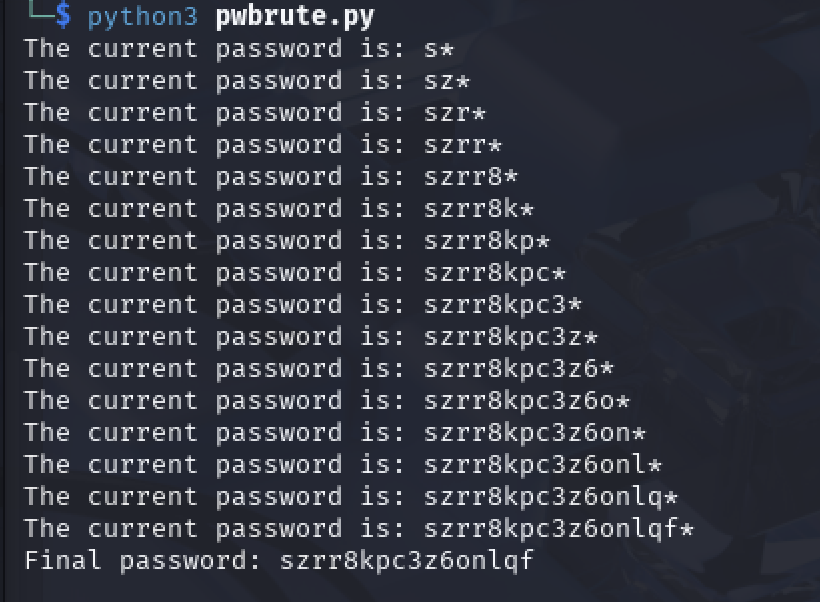 └─$ python3 pwbrute.py
The current password is: s*
The current password is: sz*
The current password is: szr*
The current password is: szrr*
The current password is: szrr8*
The current password is: szrr8k*
The current password is: szrr8kp*
The current password is: szrr8kpc*
The current password is: szrr8kpc3*
The current password is: szrr8kpc3z*
The current password is: szrr8kpc3z6*
The current password is: szrr8kpc3z6o*
The current password is: szrr8kpc3z6on*
The current password is: szrr8kpc3z6onl*
The current password is: szrr8kpc3z6onlq*
The current password is: szrr8kpc3z6onlqf*
Final password: szrr8kpc3z6onlqf